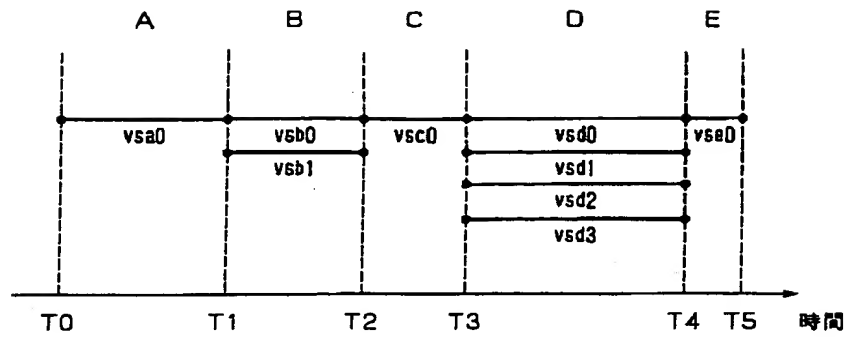 A B C D E
vsa0 vsb0 vsc0 vsd0 vse0
vsb1 vsd1
vsd2
vsd3
T0 T1 T2 T3 T4 T5 時間